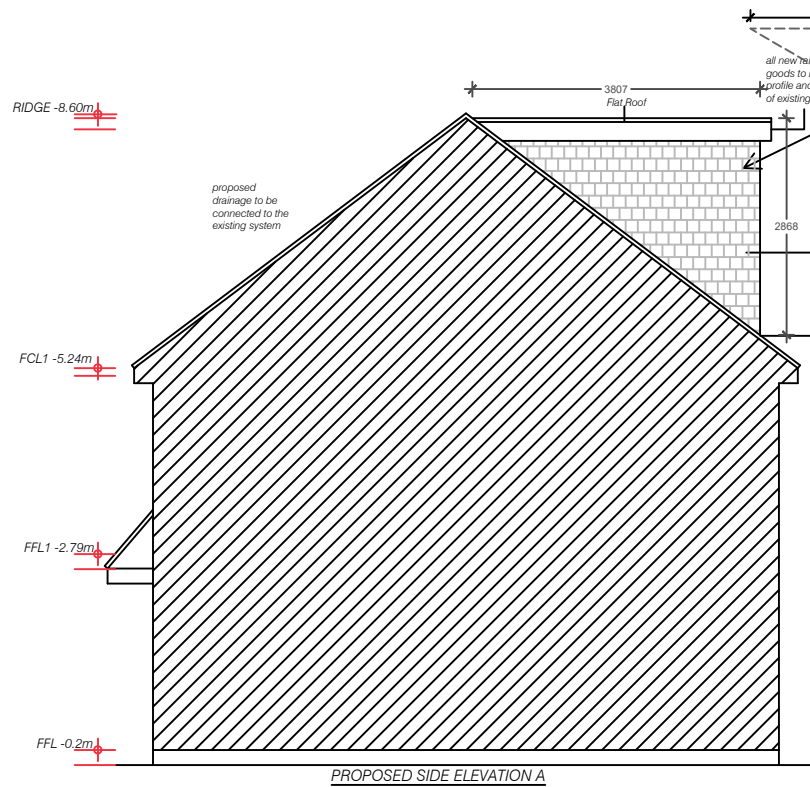 3807
Flat Roof
all new
goods to
profile and
of existing
RIDGE -8.60m
proposed
drainage to be
connected to the
existing system
2868
FCL1 -5.24m
FFL1 -2.79m
FFL -0.2m
PROPOSED SIDE ELEVATION A